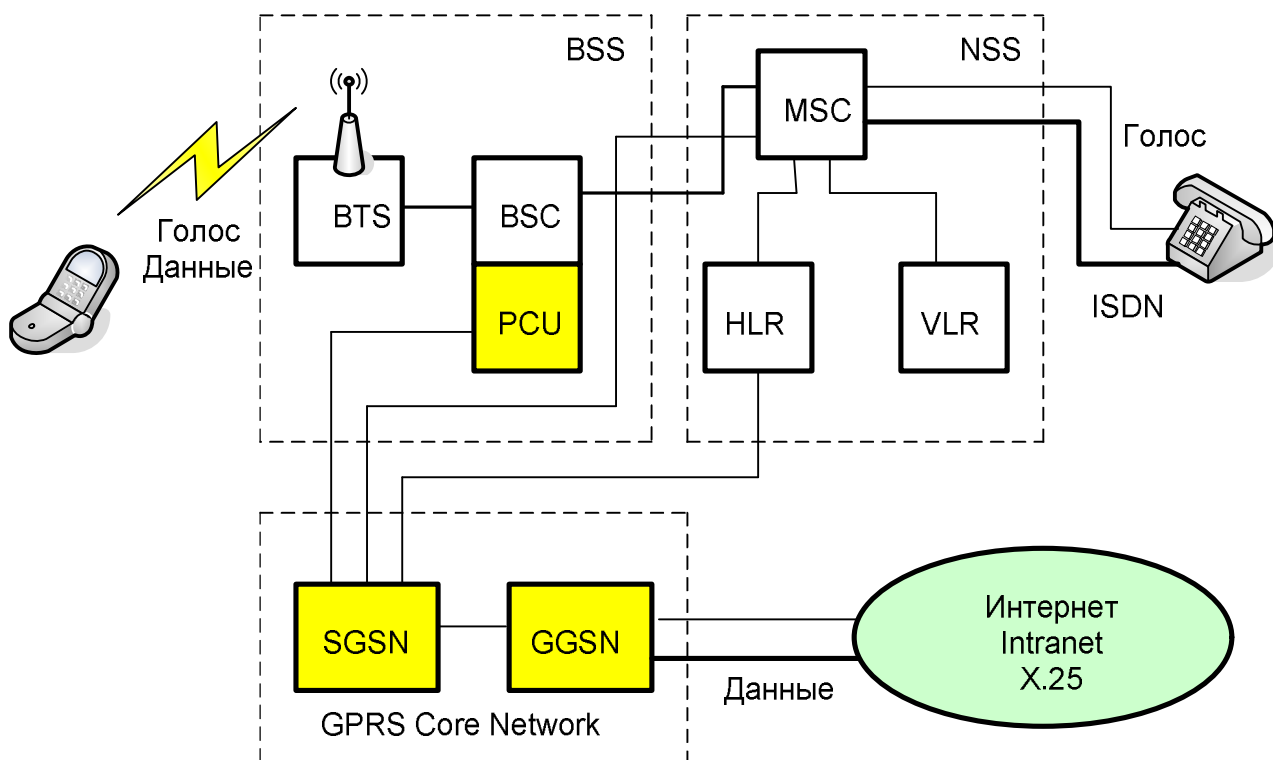 BSS
NSS
MSC
Голос
BTS
BSC
Голос
Данные
PCU
HLR
VLR
ISDN
SGSN
GGSN
Интернет
Intranet
X.25
Данные
GPRS Core Network